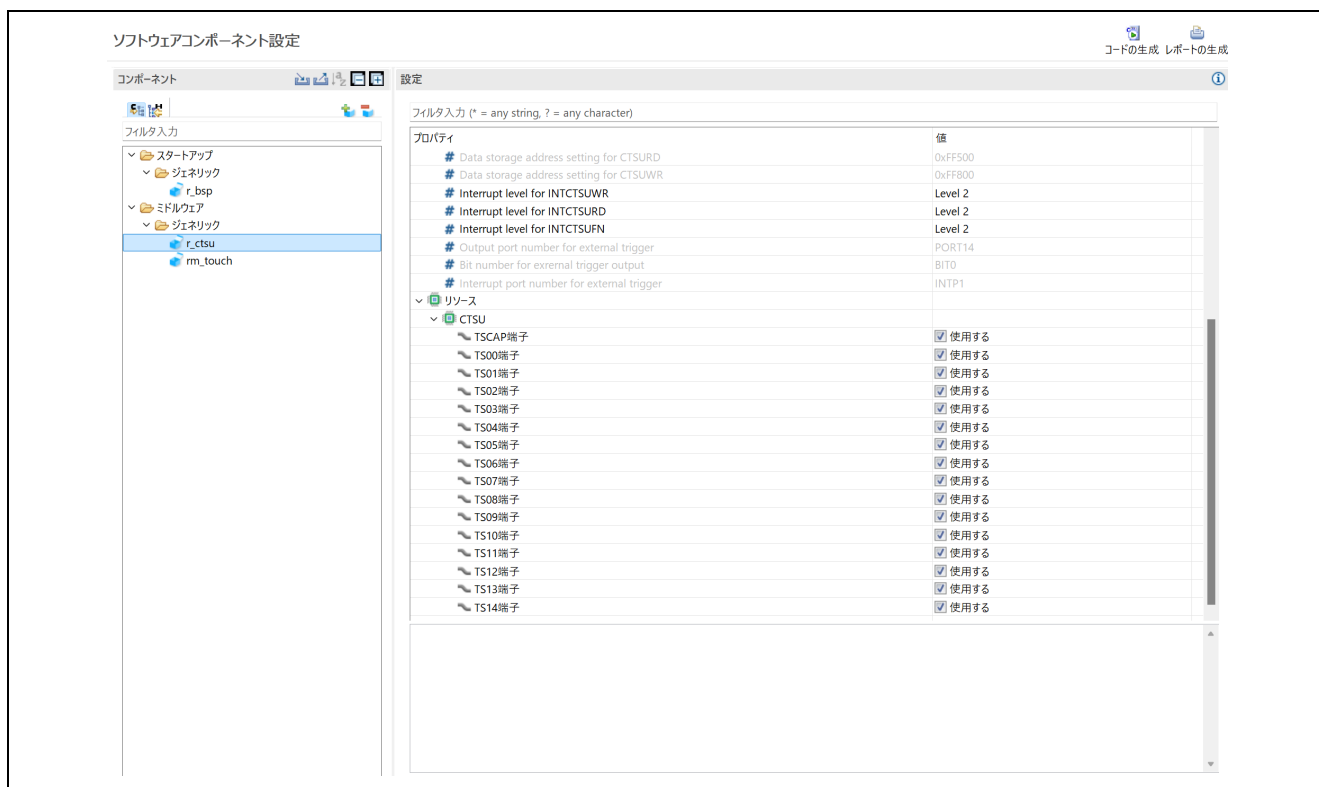 ソフトウェアコンポーネント設定
コードの生成 レポートの生成
コンポーネント
設定
フィルタ入力
フィルタ入力 (* = any string, ? = any character)
スタートアップ
ジェネリック
r_bsp
ミドルウェア
ジェネリック
r_ctsu
rm_touch
プロパティ 値
# Data storage address setting for CTSURD 0xFF500
# Data storage address setting for CTSUWR 0xFF800
# Interrupt level for INTCTSUWR Level 2
# Interrupt level for INTCTSURD Level 2
# Interrupt level for INTCTSUFN Level 2
# Output port number for external trigger PORT14
# Bit number for exrernal trigger output BIT0
# Interrupt port number for external trigger INTP1
リソース
CTSU
TSCAP端子 使用する
TS00端子 使用する
TS01端子 使用する
TS02端子 使用する
TS03端子 使用する
TS04端子 使用する
TS05端子 使用する
TS06端子 使用する
TS07端子 使用する
TS08端子 使用する
TS09端子 使用する
TS10端子 使用する
TS11端子 使用する
TS12端子 使用する
TS13端子 使用する
TS14端子 使用する